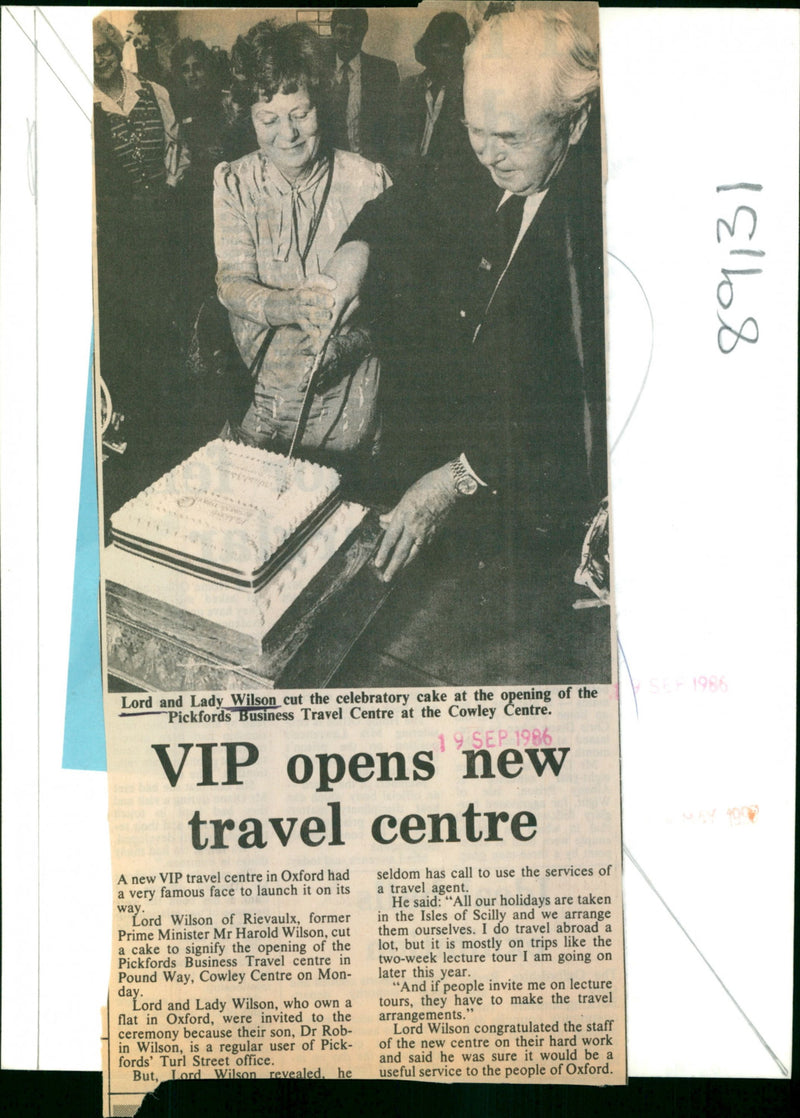 89131
Lord and Lady Wilson cut the celebratory cake at the opening of the
Pickfords Business Travel Centre at the Cowley Centre.
SEP 1986
19 SEP 1986
VIP opens new
travel centre
A new VIP travel centre in Oxford had
a very famous face to launch it on its
way.
Lord Wilson of Rievaulx, former
Prime Minister Mr Harold Wilson, cut
a cake to signify the opening of the
Pickfords Business Travel centre in
Pound Way, Cowley Centre on Mon-
day.
Lord and Lady Wilson, who own a
flat in Oxford, were invited to the
ceremony because their son, Dr Rob-
in Wilson, is a regular user of Pick-
fords' Turl Street office.
But, Lord Wilson revealed, he
seldom has call to use the services of
a travel agent.
He said: “All our holidays are taken
in the Isles of Scilly and we arrange
them ourselves. I do travel abroad a
lot, but it is mostly on trips like the
two-week lecture tour I am going on
later this year.
“And if people invite me on lecture
tours, they have to make the travel
arrangements.”
Lord Wilson congratulated the staff
of the new centre on their hard work
and said he was sure it would be a
useful service to the people of Oxford.